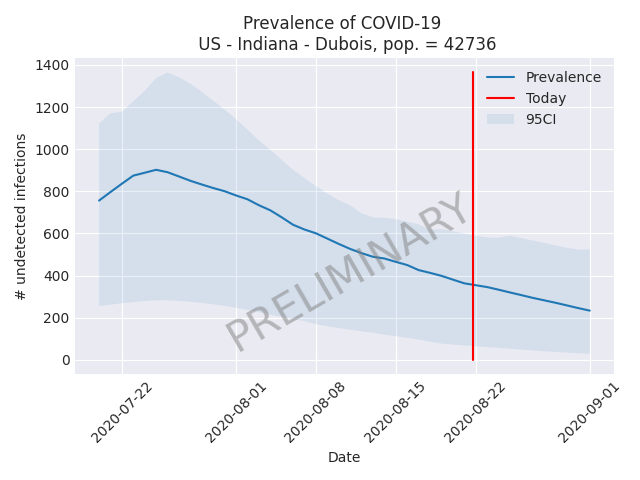 Prevalence of COVID-19
US - Indiana - Dubois, pop. = 42736
1400
1200
1000
800
600
400
200
0
# undetected infections
Prevalence
Today
95CI
PRELIMINARY
2020-07-22
2020-08-01
2020-08-08
2020-08-15
2020-08-22
2020-09-01
Date